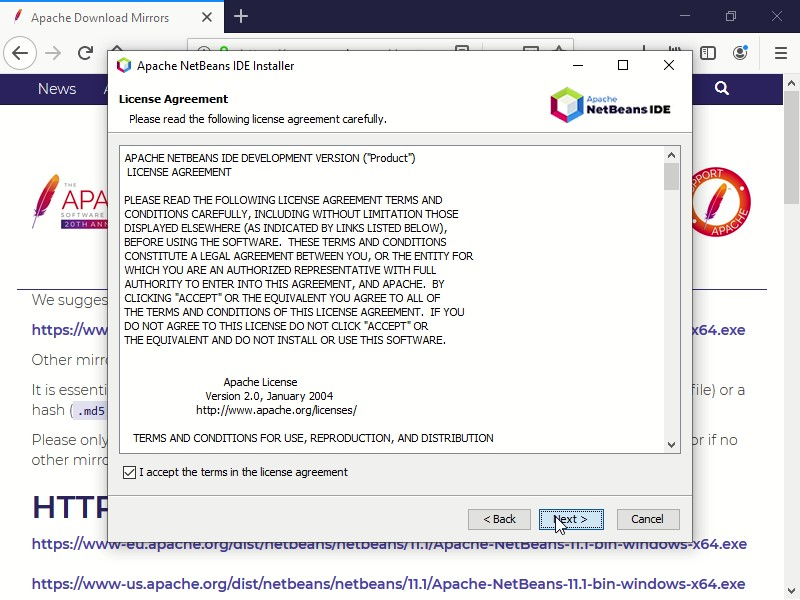 Apache Download Mirrors
Apache NetBeans IDE Installer
News
License Agreement
Please read the following license agreement carefully.
Apache
NetBeans IDE
APACHE NETBEANS IDE DEVELOPMENT VERSION ("Product")
LICENSE AGREEMENT
PLEASE READ THE FOLLOWING LICENSE AGREEMENT TERMS AND
CONDITIONS CAREFULLY, INCLUDING WITHOUT LIMITATION THOSE
DISPLAYED ELSEWHERE (AS INDICATED BY LINKS LISTED BELOW),
BEFORE USING THE SOFTWARE. THESE TERMS AND CONDITIONS
CONSTITUTE A LEGAL AGREEMENT BETWEEN YOU, OR THE ENTITY FOR
WHICH YOU ARE AN AUTHORIZED REPRESENTATIVE WITH FULL
AUTHORITY TO ENTER INTO THIS AGREEMENT, AND APACHE. BY
CLICKING "ACCEPT" OR THE EQUIVALENT YOU AGREE TO ALL OF
THE TERMS AND CONDITIONS OF THIS LICENSE AGREEMENT. IF YOU
DO NOT AGREE TO THIS LICENSE DO NOT CLICK "ACCEPT" OR
THE EQUIVALENT AND DO NOT INSTALL OR USE THIS SOFTWARE.
Apache License
Version 2.0, January 2004
http://www.apache.org/licenses/
TERMS AND CONDITIONS FOR USE, REPRODUCTION, AND DISTRIBUTION
I accept the terms in the license agreement
< Back
Next >
Cancel
THE
APA
SOFTWARE
20TH ANN
SUPPORT
APACHE
We sugges
https://ww
x64.exe
Other mirr
It is essenti
file) or a
hash (.md5
Please only
or if no
other mirro
HTTP
https://www-eu.apache.org/dist/netbeans/netbeans/11.1/Apache-NetBeans-11.1-bin-windows-x64.exe
https://www-us.apache.org/dist/netbeans/netbeans/11.1/Apache-NetBeans-11.1-bin-windows-x64.exe